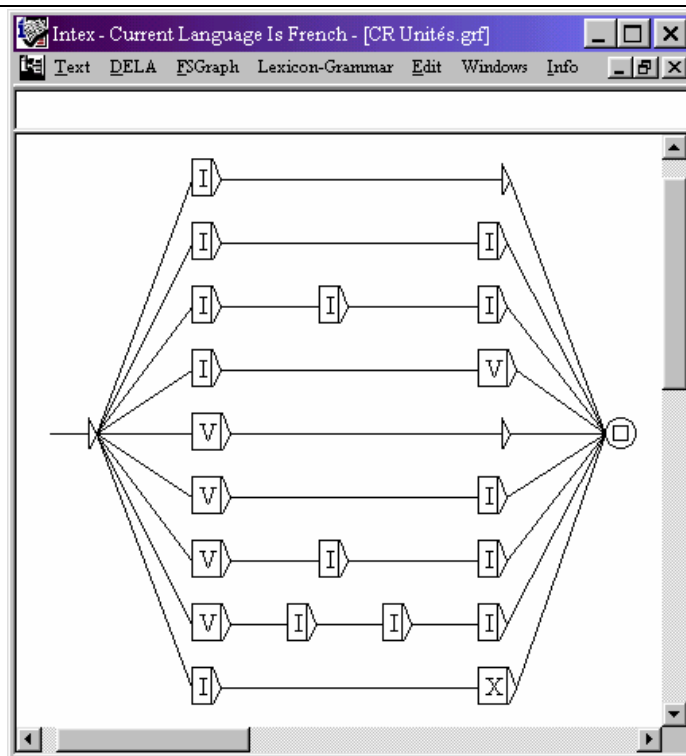 Intex - Current Language Is French - [CR Unités.grf]
Text DELA FSGraph Lexicon-Grammar Edit Windows Info
I
I I
I I I
I V
V
V I
V I I
V I I I
I X